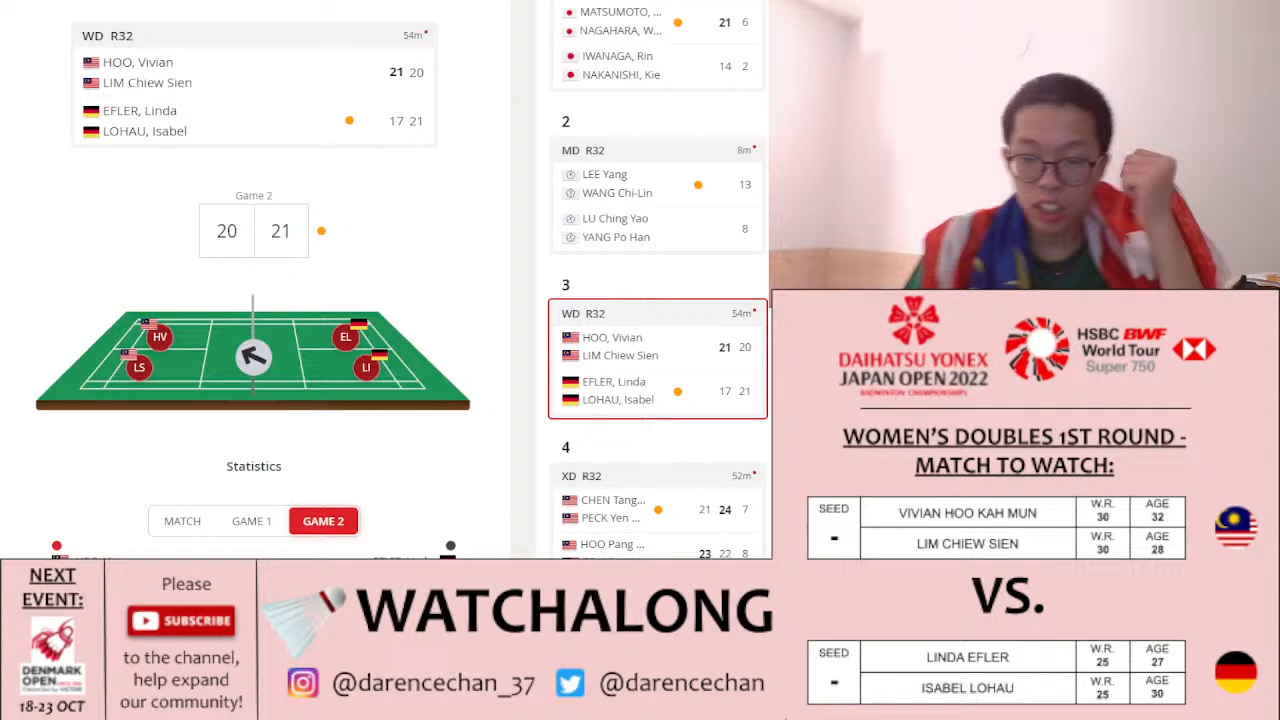 WD R32 54m
HOO, Vivian
LIM Chiew Sien
21 20
EFLER, Linda
LOHAU, Isabel
17 21
Game 2
20 21
HV
LS
EL
LI
Statistics
MATCH GAME 1 GAME 2
MATSUMOTO, ...
NAGAHARA, W...
21 6
IWANAGA, Rin
NAKANISHI, Kie
14 2
2
MD R32 8m
LEE Yang
WANG Chi-Lin
13
LU Ching Yao
YANG Po Han
8
3
WD R32 54m
HOO, Vivian
LIM Chiew Sien
21 20
EFLER, Linda
LOHAU, Isabel
17 21
4
XD R32 52m
CHEN Tang...
PECK Yen ...
21 24 7
HOO Pang ...
23 22 8
DAIHATSU YONEX
JAPAN OPEN 2022
BADMINTON CHAMPIONSHIPS
HSBC BWF
World Tour
Super 750
WOMEN'S DOUBLES 1ST ROUND -
MATCH TO WATCH:
SEED
-
VIVIAN HOO KAH MUN
W.R.
30
AGE
32
LIM CHIEW SIEN
W.R.
30
AGE
28
VS.
SEED
-
LINDA EFLER
W.R.
25
AGE
27
ISABEL LOHAU
W.R.
25
AGE
30
NEXT
EVENT:
DENMARK
OPEN
18-23 OCT
Please
SUBSCRIBE
to the channel,
help expand
our community!
WATCHALONG
@darencechan_37
@darencechan